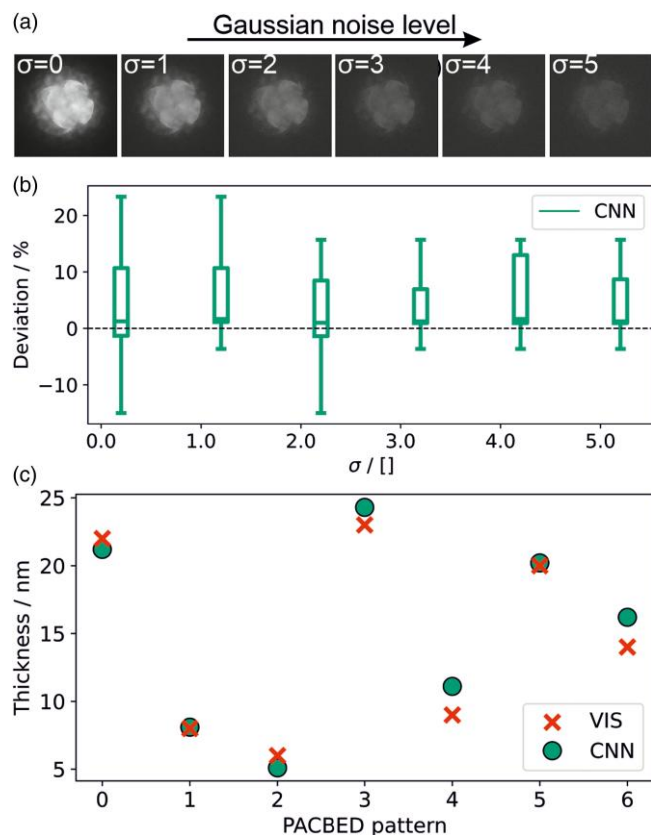 (a)
Gaussian noise level
σ=0 σ=1 σ=2 σ=3 σ=4 σ=5
(b)
20
10
0
−10
Deviation / %
CNN
0.0 1.0 2.0 3.0 4.0 5.0
σ / []
(c)
25
20
15
10
5
Thickness / nm
VIS
CNN
0 1 2 3 4 5 6
PACBED pattern